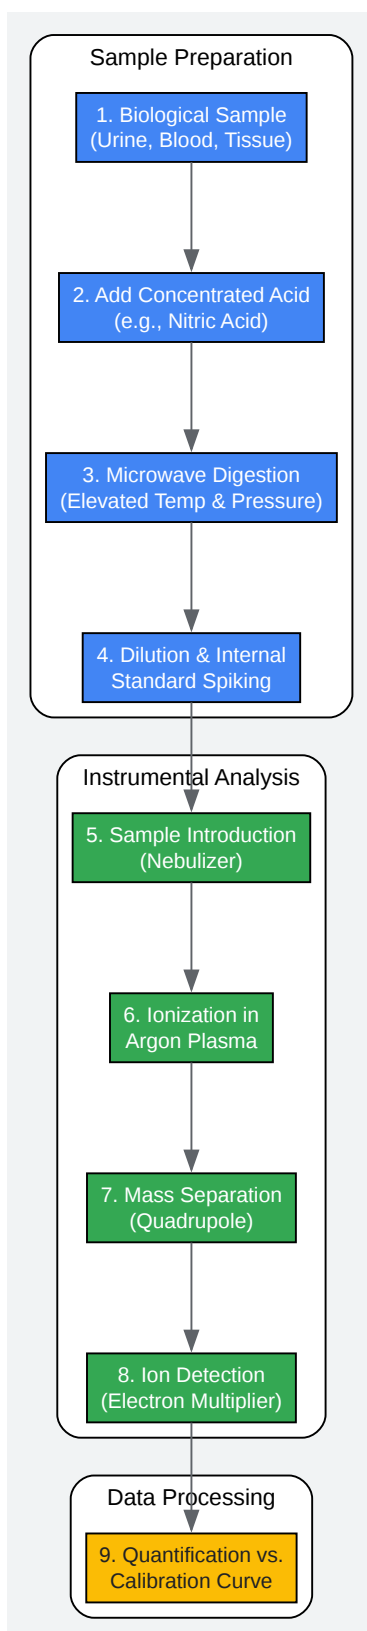 Sample Preparation
1. Biological Sample
(Urine, Blood, Tissue)
2. Add Concentrated Acid
(e.g., Nitric Acid)
3. Microwave Digestion
(Elevated Temp & Pressure)
4. Dilution & Internal
Standard Spiking
Instrumental Analysis
5. Sample Introduction
(Nebulizer)
6. Ionization in
Argon Plasma
7. Mass Separation
(Quadrupole)
8. Ion Detection
(Electron Multiplier)
Data Processing
9. Quantification vs.
Calibration Curve